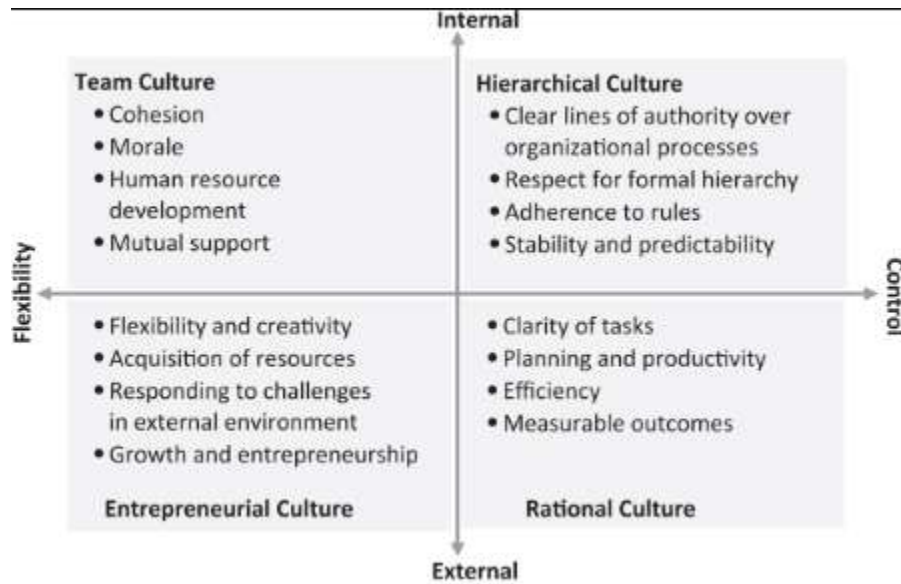 Internal
Team Culture
• Cohesion
• Morale
• Human resource
development
• Mutual support
Hierarchical Culture
• Clear lines of authority over
organizational processes
• Respect for formal hierarchy
• Adherence to rules
• Stability and predictability
Flexibility
Control
• Flexibility and creativity
• Acquisition of resources
• Responding to challenges
in external environment
• Growth and entrepreneurship
Entrepreneurial Culture
• Clarity of tasks
• Planning and productivity
• Efficiency
• Measurable outcomes
Rational Culture
External